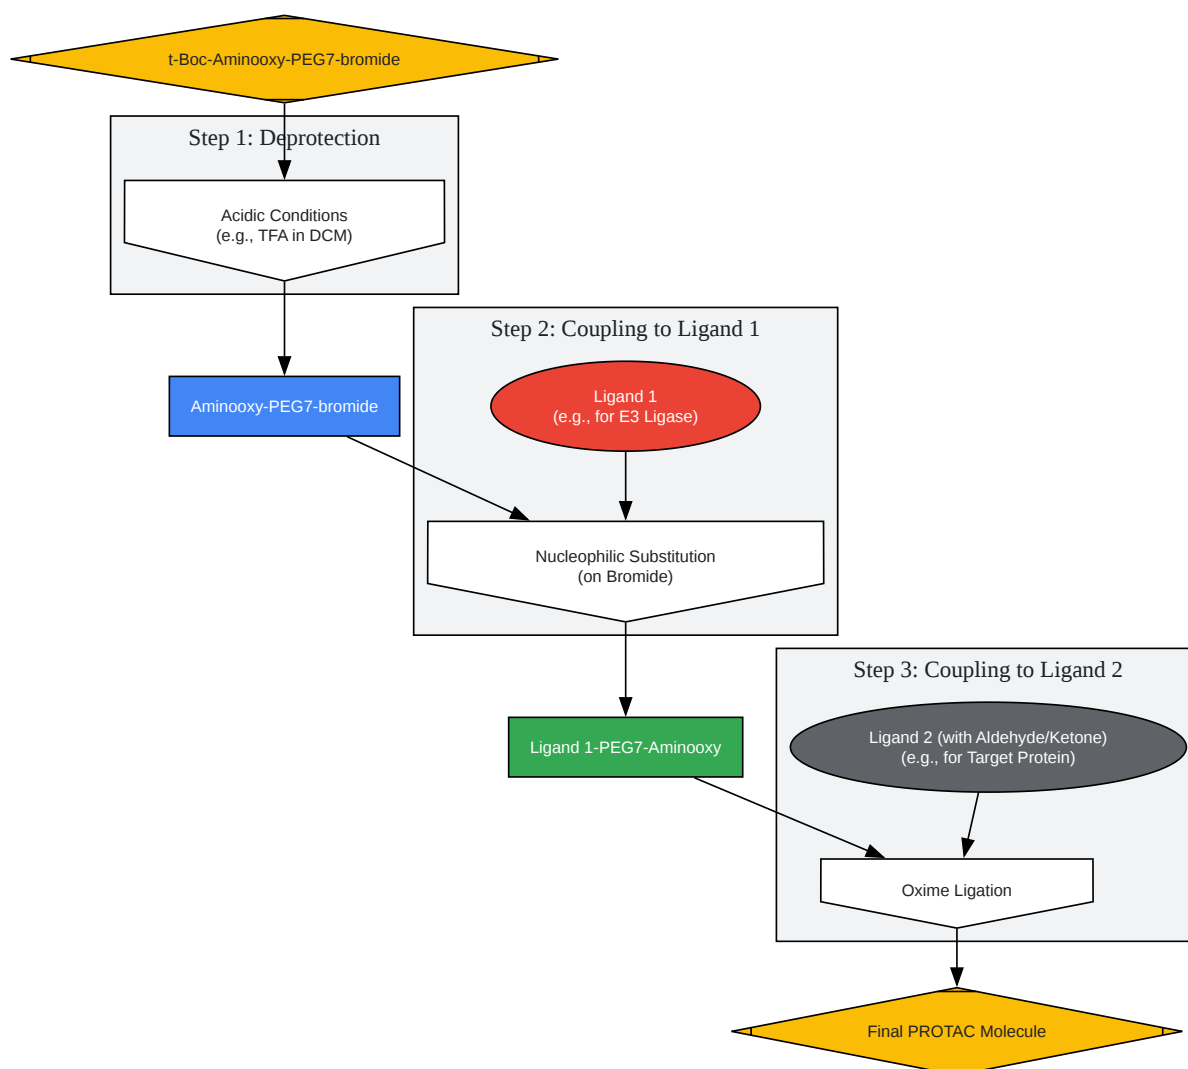 t-Boc-Aminooxy-PEG7-bromide
Step 1: Deprotection
Acidic Conditions
(e.g., TFA in DCM)
Aminooxy-PEG7-bromide
Step 2: Coupling to Ligand 1
Ligand 1
(e.g., for E3 Ligase)
Nucleophilic Substitution
(on Bromide)
Ligand 1-PEG7-Aminooxy
Step 3: Coupling to Ligand 2
Ligand 2 (with Aldehyde/Ketone)
(e.g., for Target Protein)
Oxime Ligation
Final PROTAC Molecule